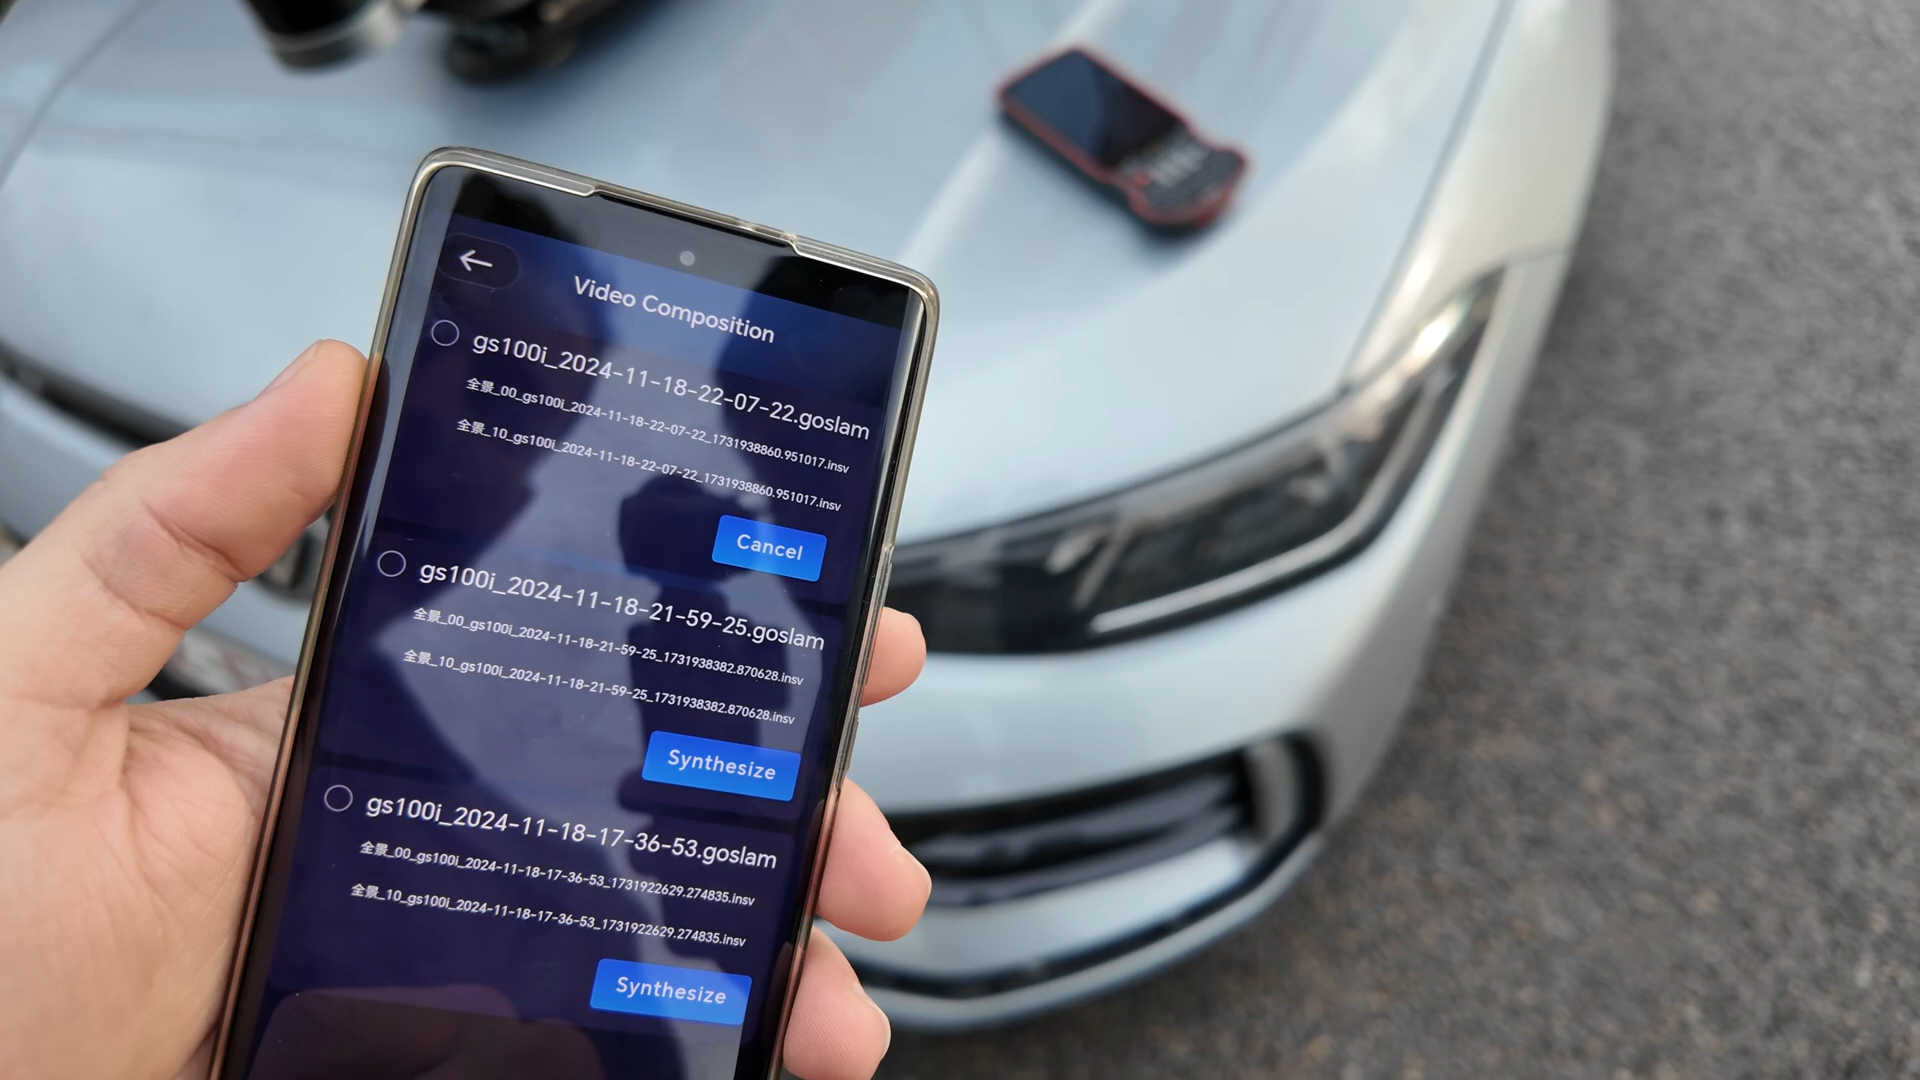 Video Composition
gs100i_2024-11-18-22-07-22.goslam
全景_00_gs100i_2024-11-18-22-07-22_1731938860.951017.insv
全景_10_gs100i_2024-11-18-22-07-22_1731938860.951017.insv
Cancel
gs100i_2024-11-18-21-59-25.goslam
全景_00_gs100i_2024-11-18-21-59-25_1731938382.870628.insv
全景_10_gs100i_2024-11-18-21-59-25_1731938382.870628.insv
Synthesize
gs100i_2024-11-18-17-36-53.goslam
全景_00_gs100i_2024-11-18-17-36-53_1731922629.274835.insv
全景_10_gs100i_2024-11-18-17-36-53_1731922629.274835.insv
Synthesize